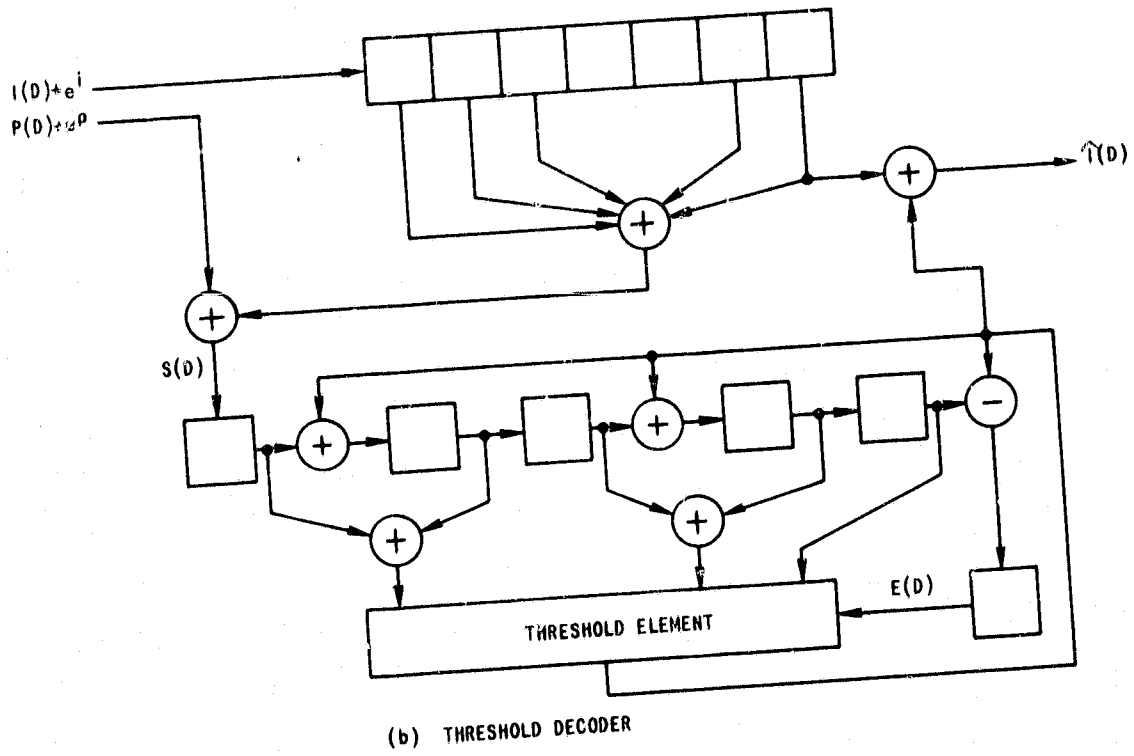 I(D)+e^i
P(D)+e^p
Î(D)
+
+
+
S(D)
+
+
−
+
+
E(D)
THRESHOLD ELEMENT
(b) THRESHOLD DECODER